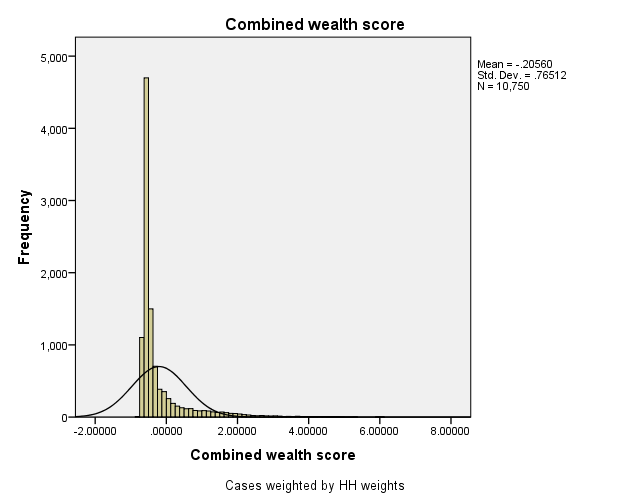 Combined wealth score
Mean = -.20560
Std. Dev. = .76512
N = 10,750
5,000
4,000
3,000
2,000
1,000
0
Frequency
-2.00000
.00000
2.00000
4.00000
6.00000
8.00000
Combined wealth score
Cases weighted by HH weights